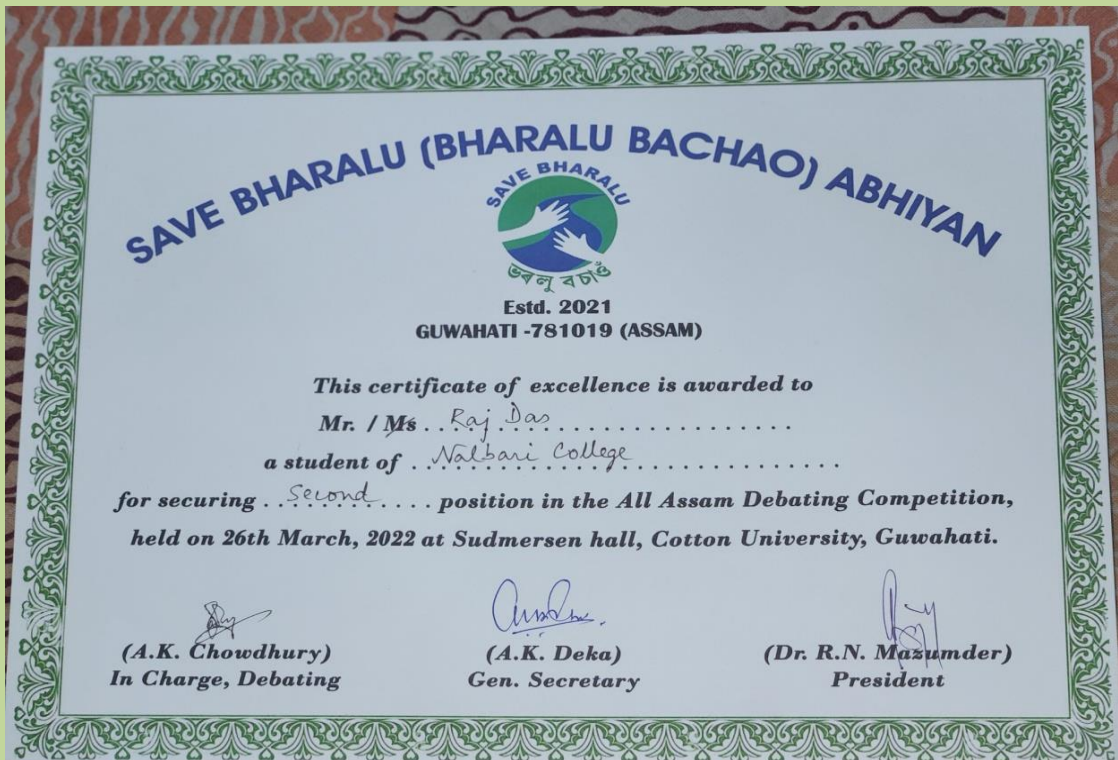 SAVE BHARALU (BHARALU BACHAO) ABHIYAN
SAVE BHARALU
ভৰলু বচাওঁ
Estd. 2021
GUWAHATI -781019 (ASSAM)
This certificate of excellence is awarded to
Mr. / Ms . Raj Das
a student of . Nalbari College
for securing . Second . position in the All Assam Debating Competition,
held on 26th March, 2022 at Sudmersen hall, Cotton University, Guwahati.
(A.K. Chowdhury) (A.K. Deka) (Dr. R.N. Mazumder)
In Charge, Debating Gen. Secretary President